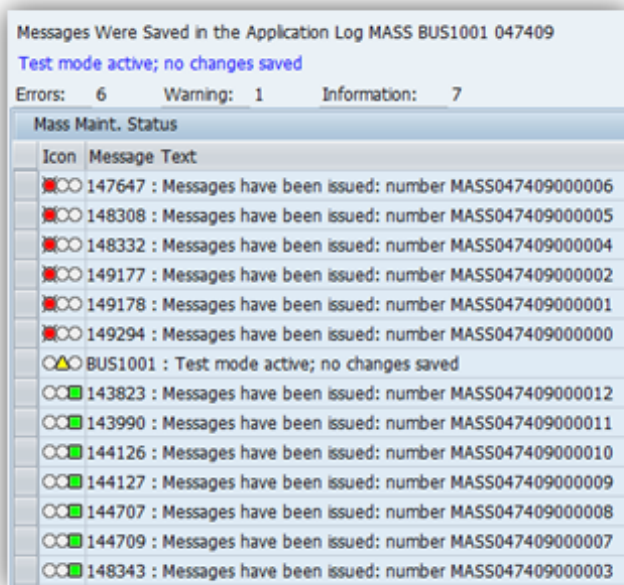 Messages Were Saved in the Application Log MASS BUS1001 047409
Test mode active; no changes saved
Errors: 6 Warning: 1 Information: 7
Mass Maint. Status
Icon Message Text
147647 : Messages have been issued: number MASS047409000006
148308 : Messages have been issued: number MASS047409000005
148332 : Messages have been issued: number MASS047409000004
149177 : Messages have been issued: number MASS047409000002
149178 : Messages have been issued: number MASS047409000001
149294 : Messages have been issued: number MASS047409000000
BUS1001 : Test mode active; no changes saved
143823 : Messages have been issued: number MASS047409000012
143990 : Messages have been issued: number MASS047409000011
144126 : Messages have been issued: number MASS047409000010
144127 : Messages have been issued: number MASS047409000009
144707 : Messages have been issued: number MASS047409000008
144709 : Messages have been issued: number MASS047409000007
148343 : Messages have been issued: number MASS047409000003